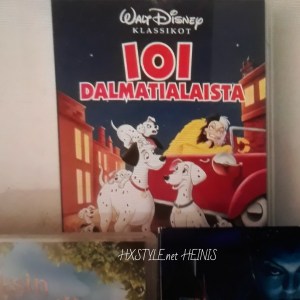 WALT DISNEY
KLASSIKOT
101
DALMATIALAISTA
HXSTYLE.net HEINIS